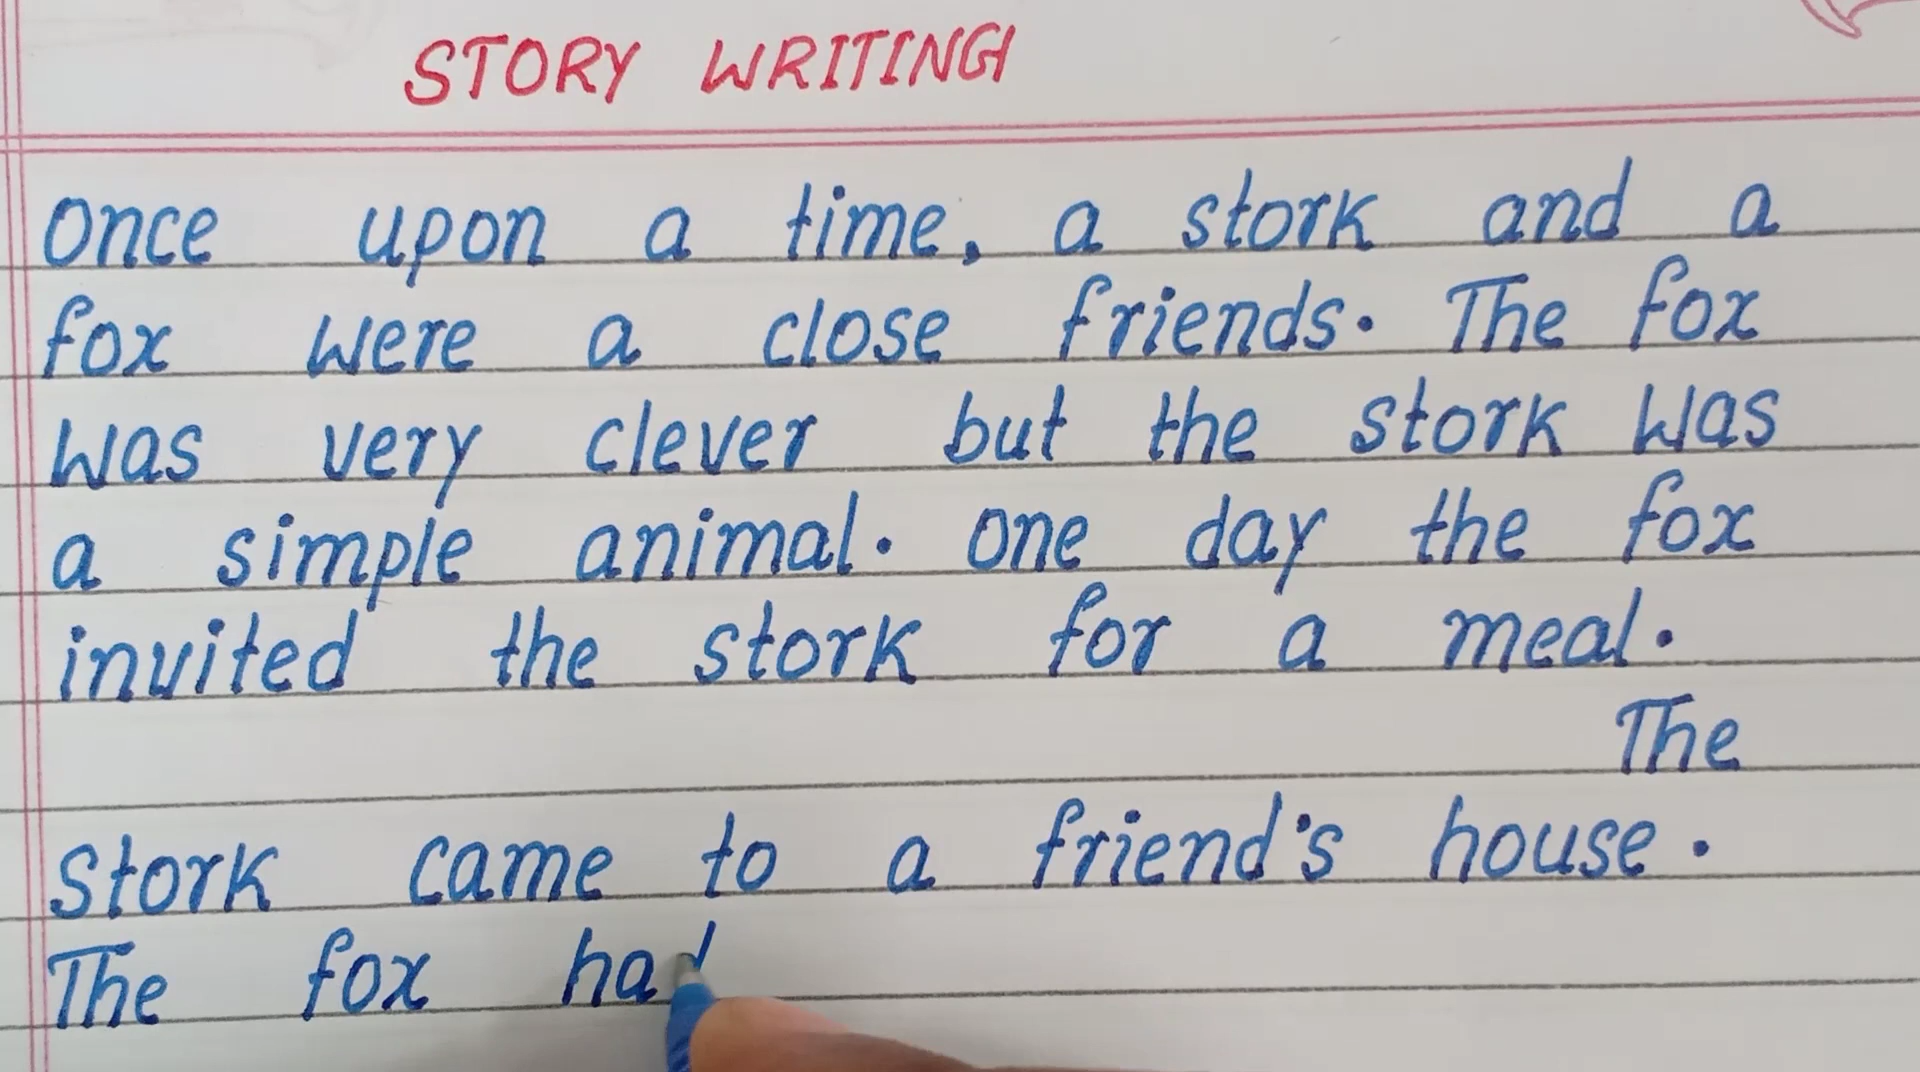 STORY WRITING
Once upon a time, a stork and a
fox were a close friends. The fox
was very clever but the stork was
a simple animal. One day the fox
invited the stork for a meal.
The
stork came to a friend's house.
The fox had